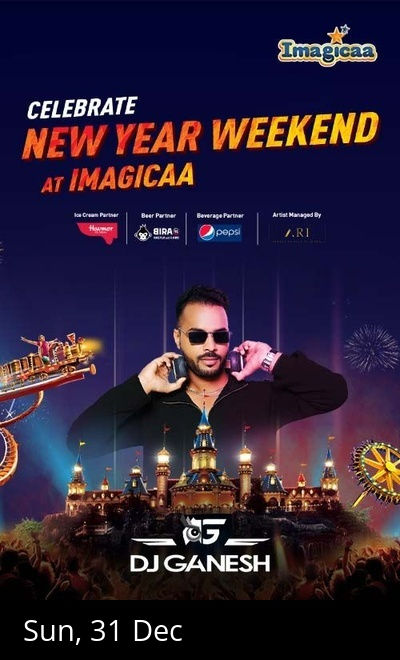 Imagicaa
CELEBRATE
NEW YEAR WEEKEND
AT IMAGICAA
Ice Cream Partner
Beer Partner
Beverage Partner
Artist Managed By
Havmor
BIRA
pepsi
ARI
G
DJ GANESH
Sun, 31 Dec